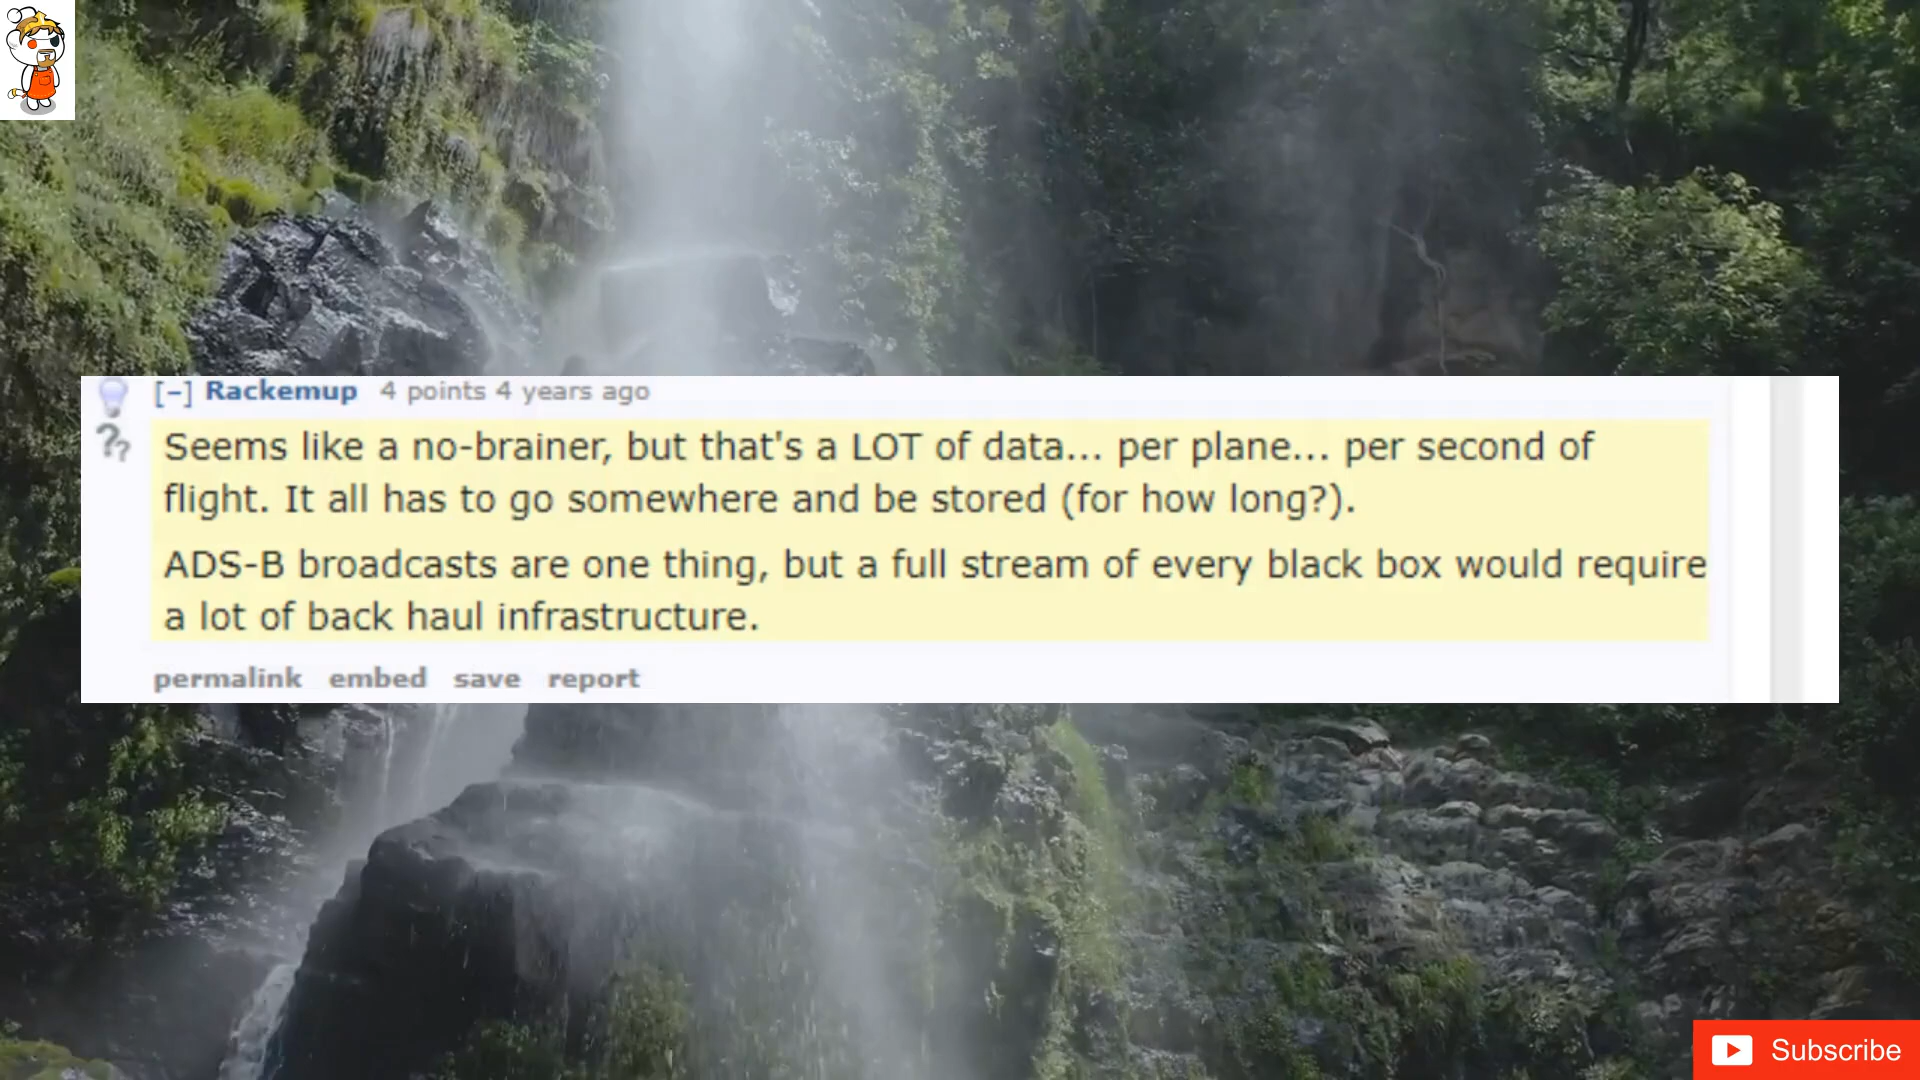 [–] Rackemup 4 points 4 years ago
Seems like a no-brainer, but that's a LOT of data... per plane... per second of
flight. It all has to go somewhere and be stored (for how long?).
ADS-B broadcasts are one thing, but a full stream of every black box would require
a lot of back haul infrastructure.
permalink embed save report
Subscribe